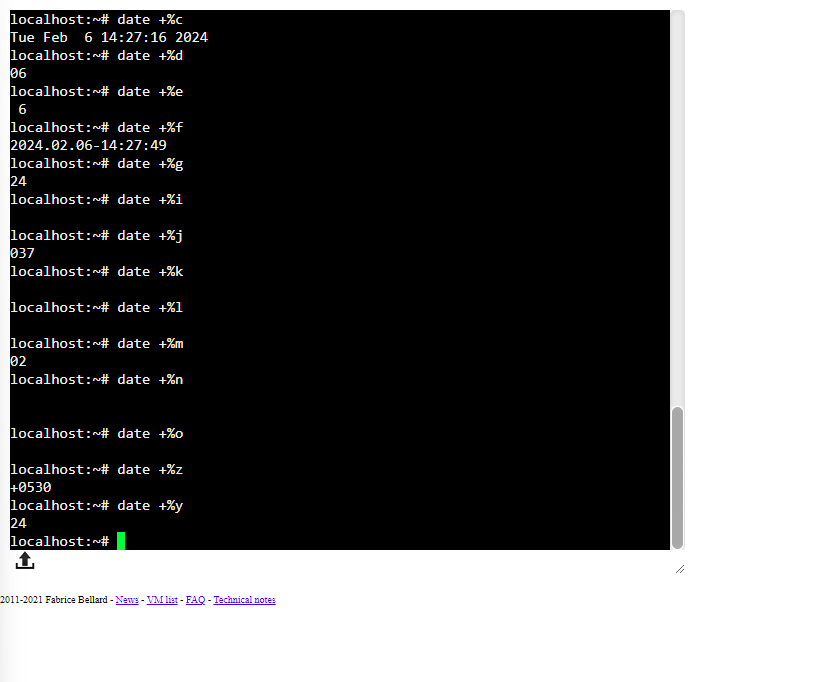 localhost:~# date +%c
Tue Feb  6 14:27:16 2024
localhost:~# date +%d
06
localhost:~# date +%e
 6
localhost:~# date +%f
2024.02.06-14:27:49
localhost:~# date +%g
24
localhost:~# date +%i

localhost:~# date +%j
037
localhost:~# date +%k

localhost:~# date +%l

localhost:~# date +%m
02
localhost:~# date +%n


localhost:~# date +%o

localhost:~# date +%z
+0530
localhost:~# date +%y
24
localhost:~#
2011-2021 Fabrice Bellard - News - VM list - FAQ - Technical notes